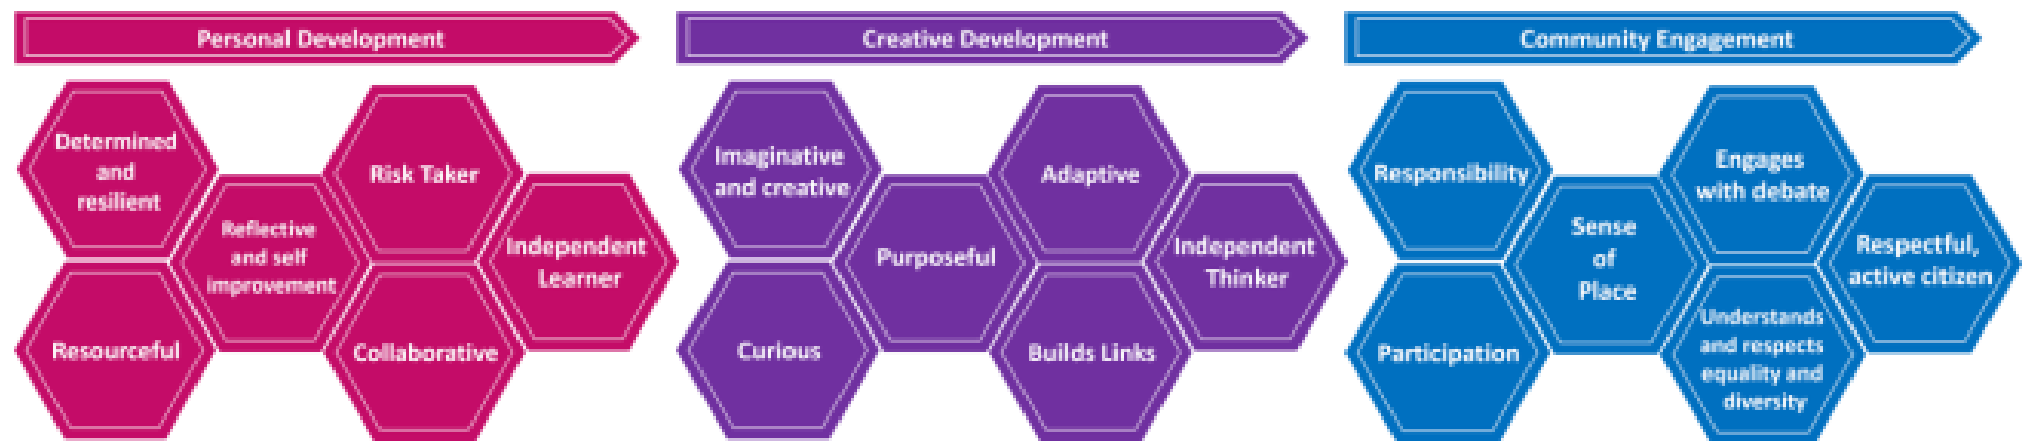 Personal Development
Determined
and
resilient
Resourceful
Reflective
and self
improvement
Risk Taker
Collaborative
Independent
Learner
Creative Development
Imaginative
and creative
Curious
Purposeful
Adaptive
Builds Links
Independent
Thinker
Community Engagement
Responsibility
Participation
Sense
of
Place
Engages
with debate
Understands
and respects
equality and
diversity
Respectful,
active citizen